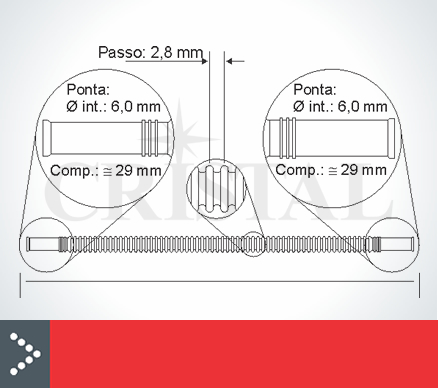 Passo: 2,8 mm
Ponta:
Ø int.: 6,0 mm
Comp.: ≅ 29 mm
Ponta:
Ø int.: 6,0 mm
Comp.: ≅ 29 mm
CRISTAL